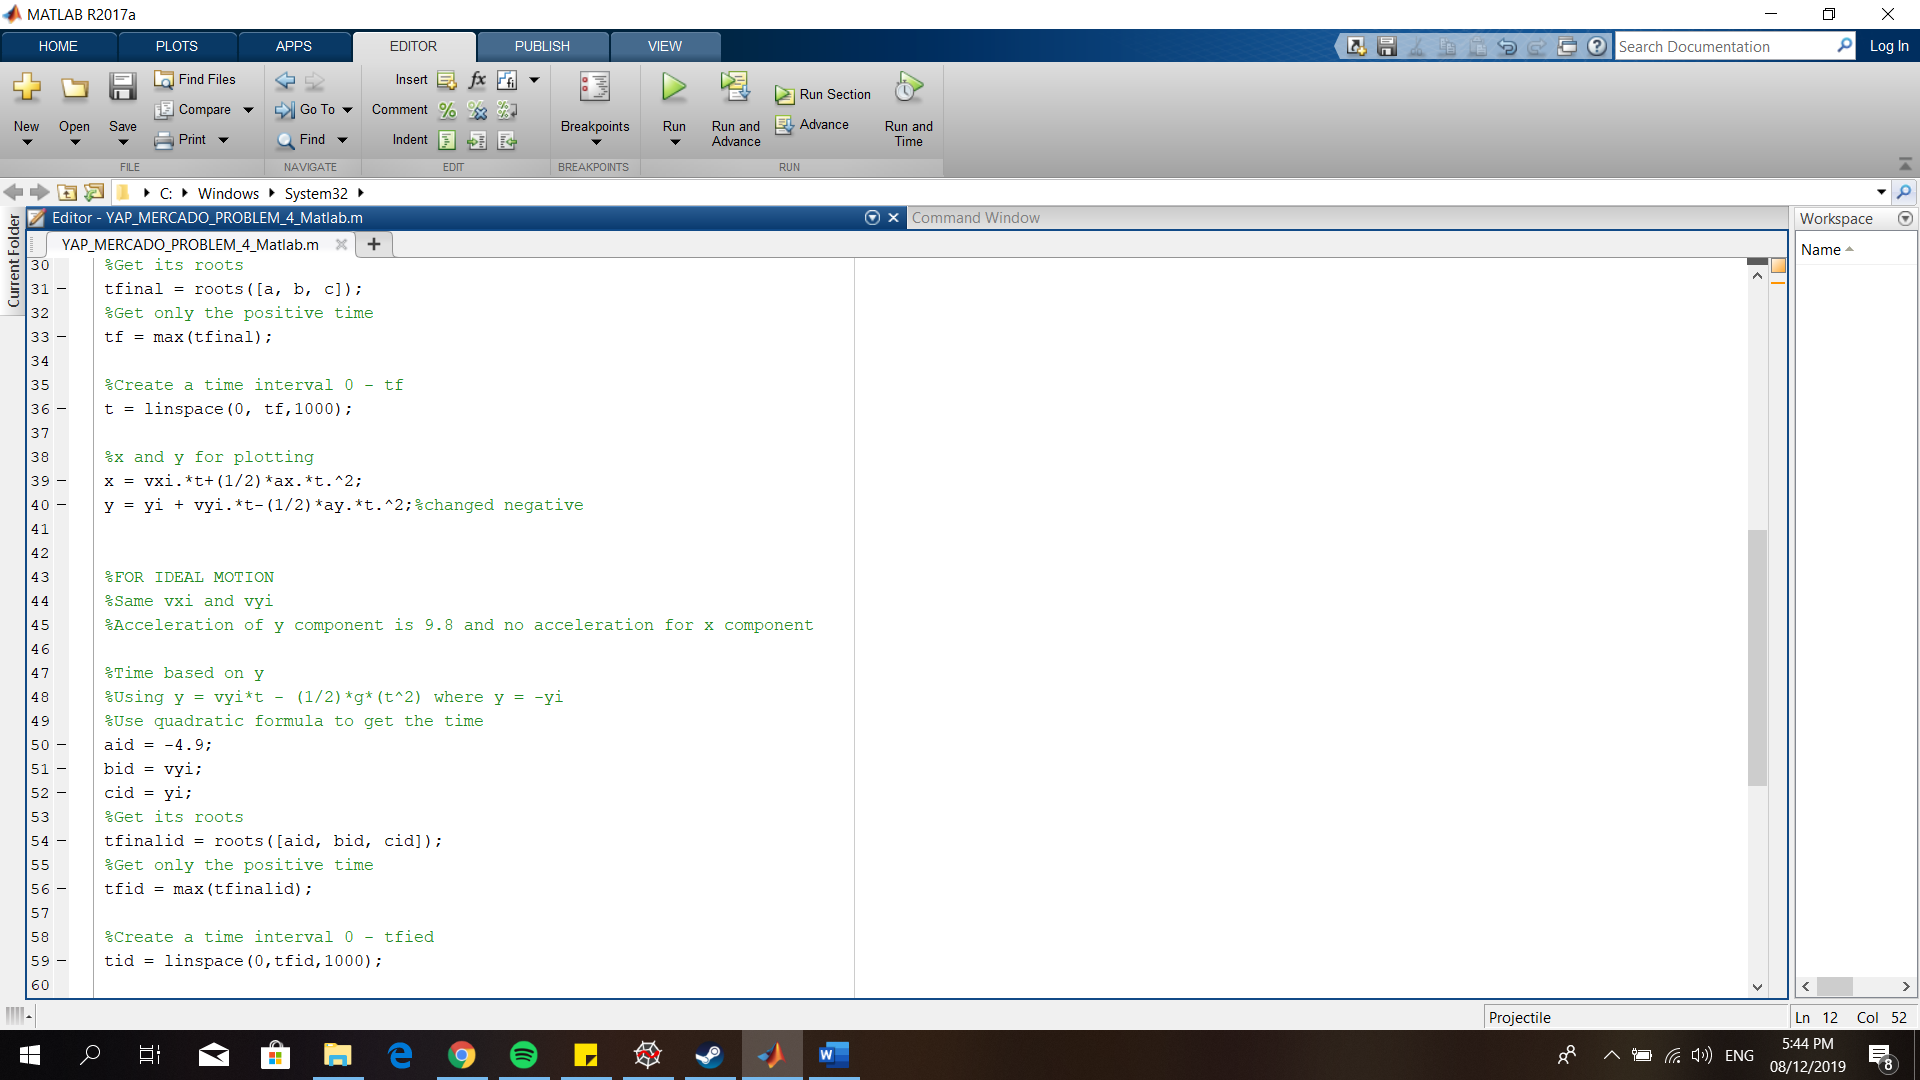 MATLAB R2017a
HOME
PLOTS
APPS
EDITOR
PUBLISH
VIEW
Search Documentation
Log In
New
Open
Save
Find Files
Compare
Print
Go To
Find
Insert
fx
Comment
Indent
Breakpoints
Run
Run and Advance
Run Section
Advance
Run and Time
FILE
NAVIGATE
EDIT
BREAKPOINTS
RUN
C: Windows System32
Current Folder
Editor - YAP_MERCADO_PROBLEM_4_Matlab.m
Command Window
Workspace
YAP_MERCADO_PROBLEM_4_Matlab.m
Name
30 %Get its roots
31 – tfinal = roots([a, b, c]);
32 %Get only the positive time
33 – tf = max(tfinal);
34
35 %Create a time interval 0 - tf
36 – t = linspace(0, tf,1000);
37
38 %x and y for plotting
39 – x = vxi.*t+(1/2)*ax.*t.^2;
40 – y = yi + vyi.*t-(1/2)*ay.*t.^2;%changed negative
41
42
43 %FOR IDEAL MOTION
44 %Same vxi and vyi
45 %Acceleration of y component is 9.8 and no acceleration for x component
46
47 %Time based on y
48 %Using y = vyi*t - (1/2)*g*(t^2) where y = -yi
49 %Use quadratic formula to get the time
50 – aid = -4.9;
51 – bid = vyi;
52 – cid = yi;
53 %Get its roots
54 – tfinalid = roots([aid, bid, cid]);
55 %Get only the positive time
56 – tfid = max(tfinalid);
57
58 %Create a time interval 0 - tfied
59 – tid = linspace(0,tfid,1000);
60
Projectile
Ln 12 Col 52
ENG
5:44 PM
08/12/2019
8